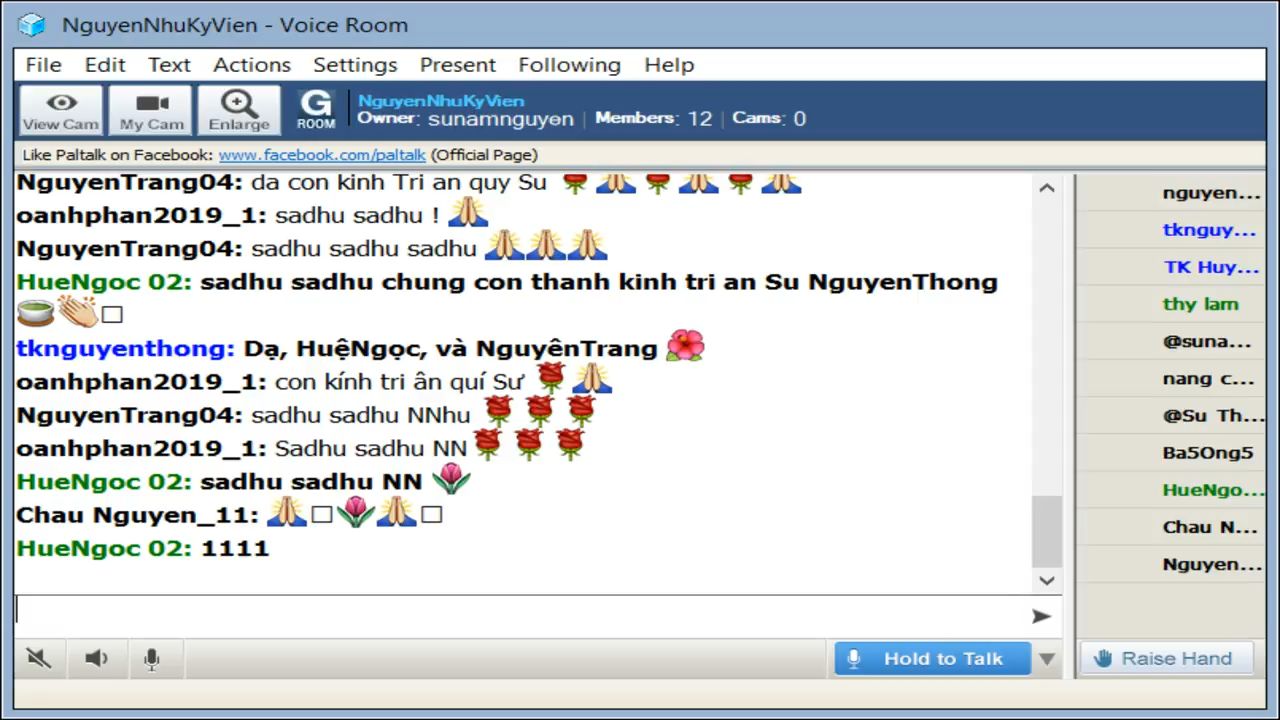 NguyenNhuKyVien - Voice Room
File Edit Text Actions Settings Present Following Help
View Cam My Cam Enlarge G ROOM
NguyenNhuKyVien
Owner: sunamnguyen | Members: 12 | Cams: 0
Like Paltalk on Facebook: www.facebook.com/paltalk (Official Page)
NguyenTrang04: da con kinh Tri an quy Su 🌹🙏🌹🙏🌹🙏
oanhphan2019_1: sadhu sadhu ! 🙏
NguyenTrang04: sadhu sadhu sadhu 🙏🙏🙏
HueNgoc 02: sadhu sadhu chung con thanh kinh tri an Su NguyenThong
🍵👏□
tknguyenthong: Dạ, HuệNgọc, và NguyênTrang 🌺
oanhphan2019_1: con kính tri ân quí Sư 🌹🙏
NguyenTrang04: sadhu sadhu NNhu 🌹🌹🌹
oanhphan2019_1: Sadhu sadhu NN🌹🌹🌹
HueNgoc 02: sadhu sadhu NN 🌷
Chau Nguyen_11: 🙏□🌷🙏□
HueNgoc 02: 1111
nguyen...
tknguy...
TK Huy...
thy lam
@suna...
nang c...
@Su Th...
Ba5Ong5
HueNgo...
Chau N...
Nguyen...
Hold to Talk
Raise Hand